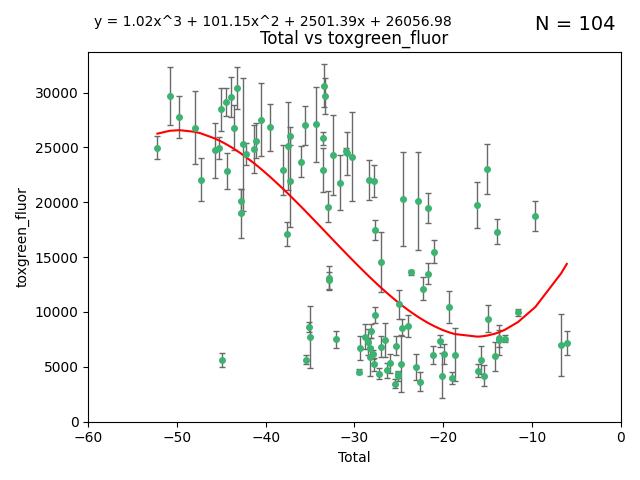 y = 1.02x^3 + 101.15x^2 + 2501.39x + 26056.98
N = 104
Total vs toxgreen_fluor
toxgreen_fluor
30000
25000
20000
15000
10000
5000
0
−60
−50
−40
−30
−20
−10
0
Total